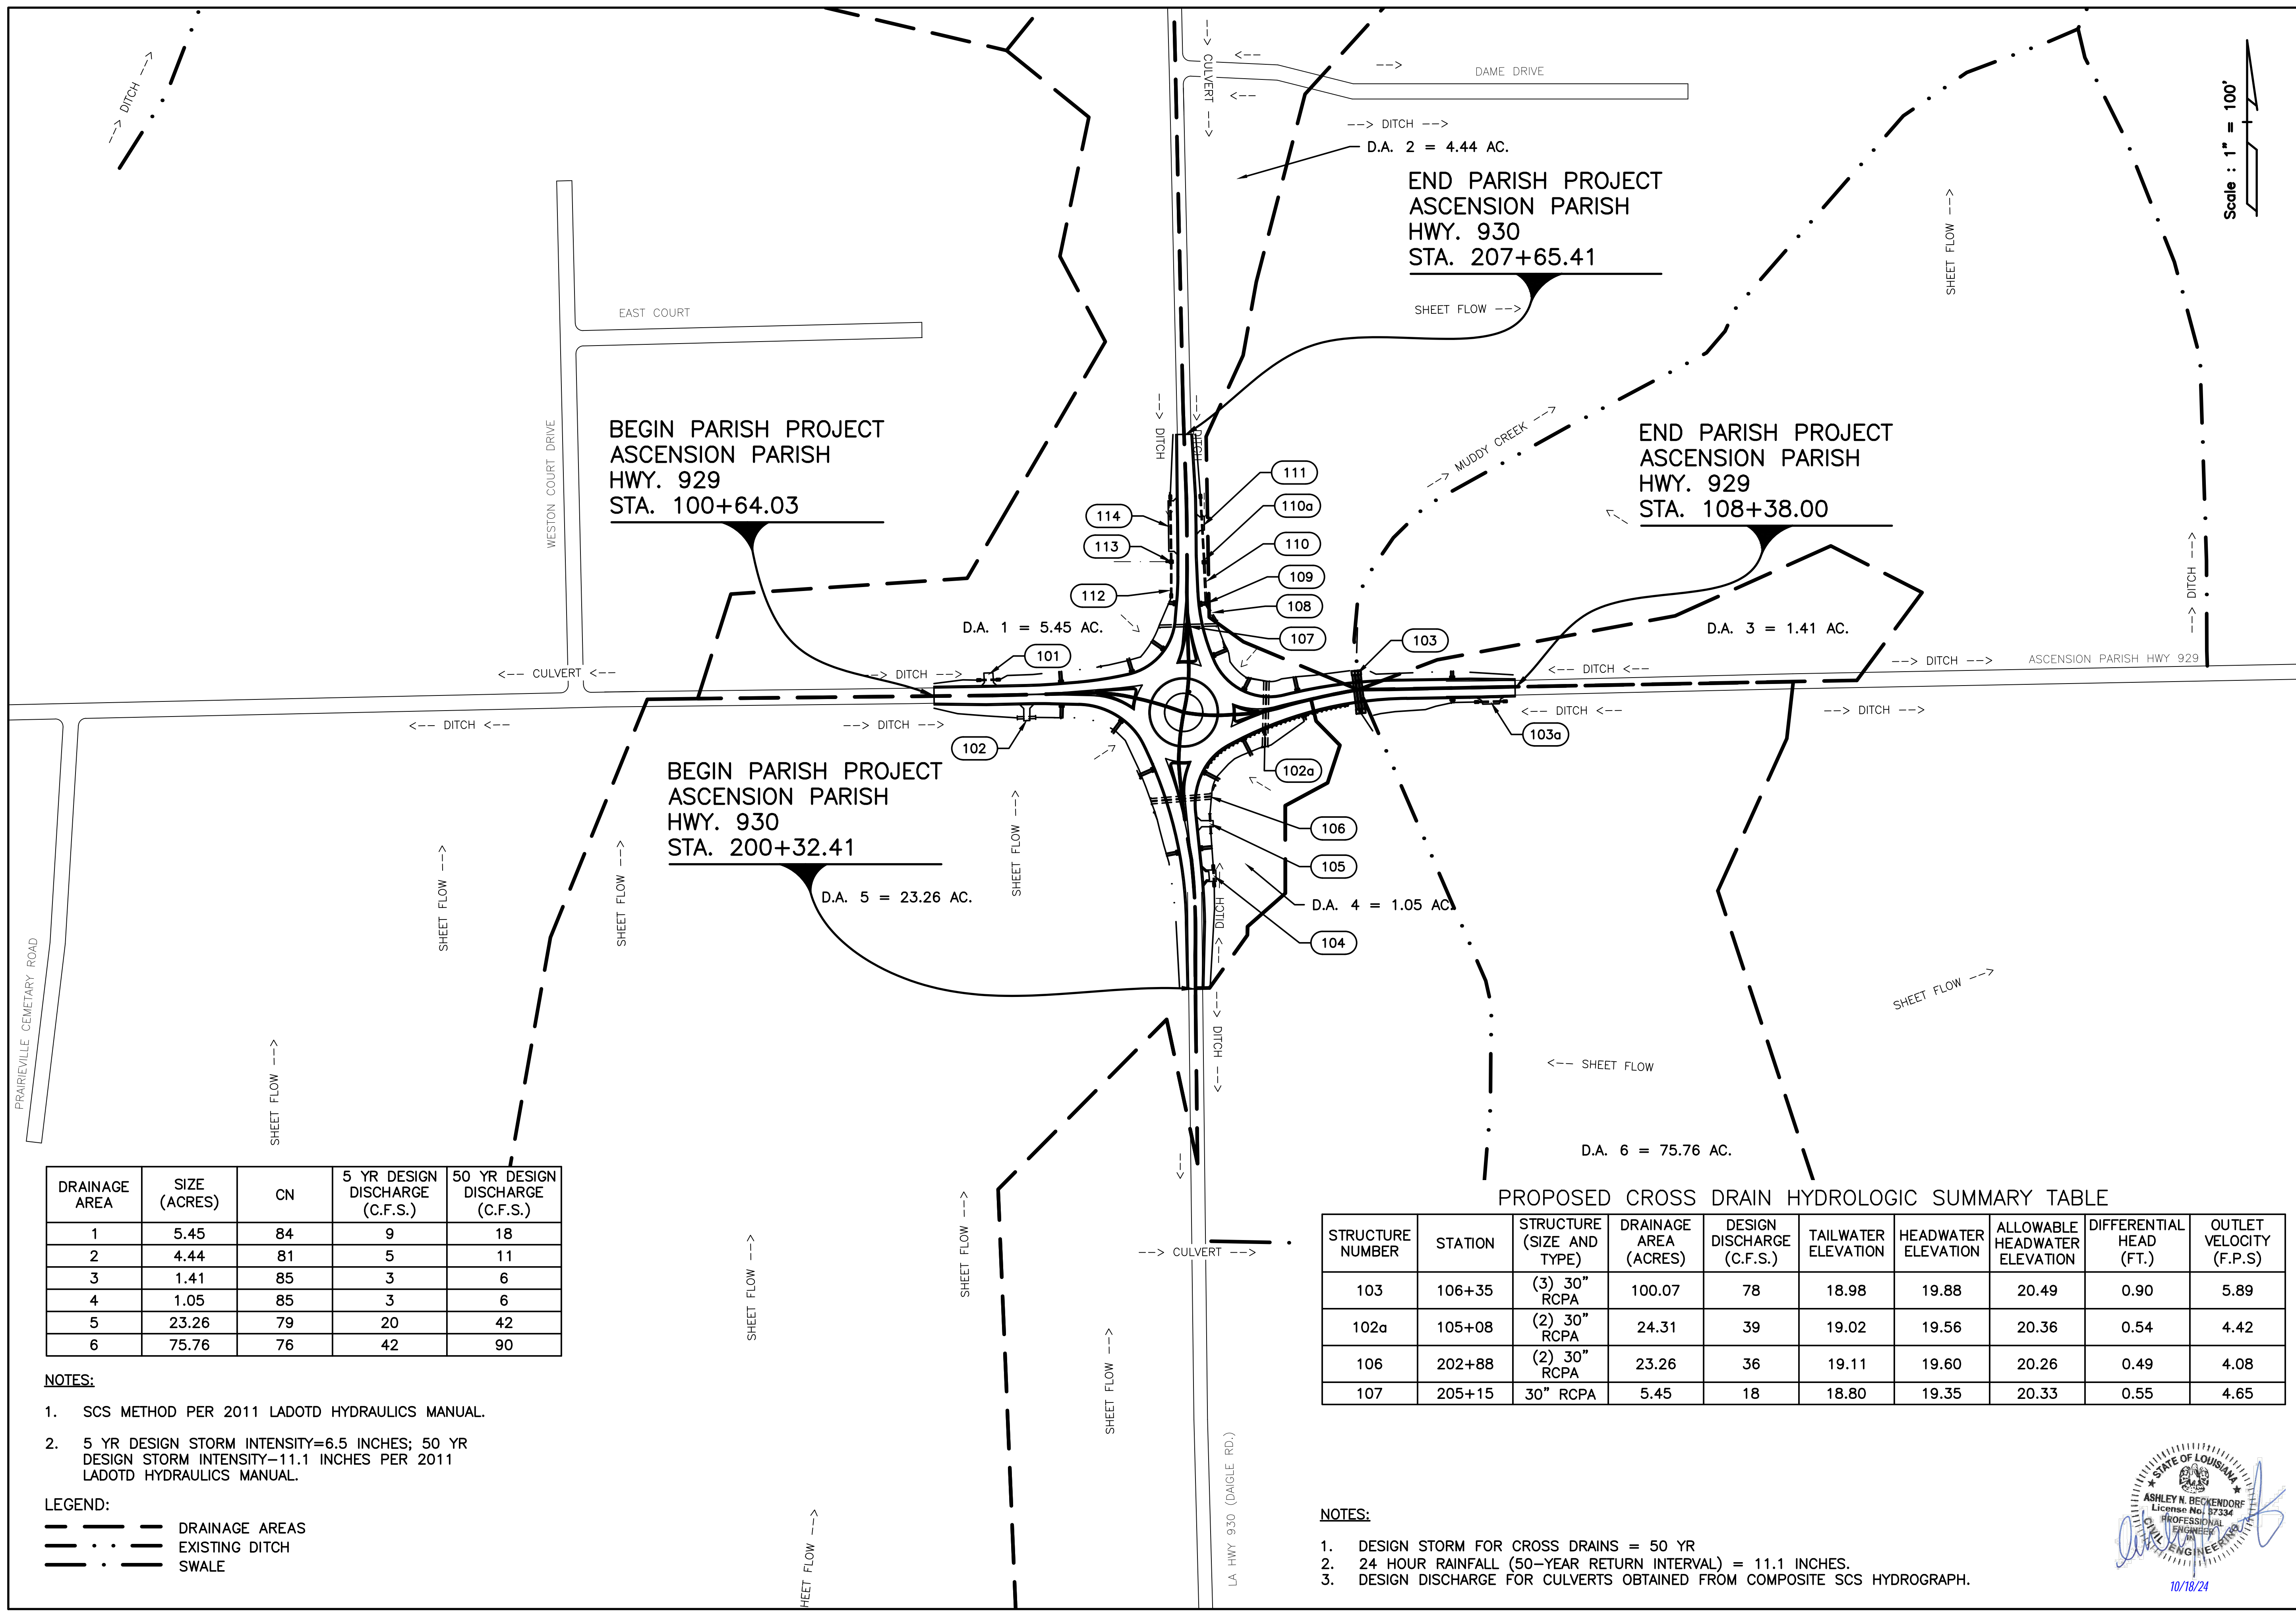 ---> DITCH --->
---> CULVERT --->
<---
--->
<---
DAME DRIVE
---> DITCH --->
D.A. 2 = 4.44 AC.
Scale : 1" = 100'
END PARISH PROJECT
ASCENSION PARISH
HWY. 930
STA. 207+65.41
SHEET FLOW --->
SHEET FLOW --->
EAST COURT
WESTON COURT DRIVE
BEGIN PARISH PROJECT
ASCENSION PARISH
HWY. 929
STA. 100+64.03
---> DITCH
---> DITCH
---> MUDDY CREEK --->
END PARISH PROJECT
ASCENSION PARISH
HWY. 929
STA. 108+38.00
111
110a
114
110
113
109
112
108
107
103
101
---> DITCH --->
D.A. 1 = 5.45 AC.
D.A. 3 = 1.41 AC.
<--- CULVERT <---
---> DITCH --->
<--- DITCH <---
---> DITCH --->
ASCENSION PARISH HWY 929
<--- DITCH <---
---> DITCH --->
<--- DITCH <---
---> DITCH --->
102
103a
102a
BEGIN PARISH PROJECT
ASCENSION PARISH
HWY. 930
STA. 200+32.41
106
105
104
D.A. 5 = 23.26 AC.
D.A. 4 = 1.05 AC.
SHEET FLOW --->
SHEET FLOW --->
SHEET FLOW --->
DITCH --->
---> DITCH --->
PRAIRIEVILLE CEMETARY ROAD
SHEET FLOW --->
SHEET FLOW --->
<--- SHEET FLOW
D.A. 6 = 75.76 AC.
---> CULVERT --->
SHEET FLOW --->
SHEET FLOW --->
SHEET FLOW --->
HEET FLOW --->
LA HWY 930 (DAIGLE RD.)
DRAINAGE AREA SIZE (ACRES) CN 5 YR DESIGN DISCHARGE (C.F.S.) 50 YR DESIGN DISCHARGE (C.F.S.)
1 5.45 84 9 18
2 4.44 81 5 11
3 1.41 85 3 6
4 1.05 85 3 6
5 23.26 79 20 42
6 75.76 76 42 90
NOTES:
1. SCS METHOD PER 2011 LADOTD HYDRAULICS MANUAL.
2. 5 YR DESIGN STORM INTENSITY=6.5 INCHES; 50 YR
DESIGN STORM INTENSITY-11.1 INCHES PER 2011
LADOTD HYDRAULICS MANUAL.
LEGEND:
DRAINAGE AREAS
EXISTING DITCH
SWALE
PROPOSED CROSS DRAIN HYDROLOGIC SUMMARY TABLE
STRUCTURE NUMBER STATION STRUCTURE (SIZE AND TYPE) DRAINAGE AREA (ACRES) DESIGN DISCHARGE (C.F.S.) TAILWATER ELEVATION HEADWATER ELEVATION ALLOWABLE HEADWATER ELEVATION DIFFERENTIAL HEAD (FT.) OUTLET VELOCITY (F.P.S)
103 106+35 (3) 30" RCPA 100.07 78 18.98 19.88 20.49 0.90 5.89
102a 105+08 (2) 30" RCPA 24.31 39 19.02 19.56 20.36 0.54 4.42
106 202+88 (2) 30" RCPA 23.26 36 19.11 19.60 20.26 0.49 4.08
107 205+15 30" RCPA 5.45 18 18.80 19.35 20.33 0.55 4.65
NOTES:
1. DESIGN STORM FOR CROSS DRAINS = 50 YR
2. 24 HOUR RAINFALL (50-YEAR RETURN INTERVAL) = 11.1 INCHES.
3. DESIGN DISCHARGE FOR CULVERTS OBTAINED FROM COMPOSITE SCS HYDROGRAPH.
STATE OF LOUISIANA
ASHLEY N. BECKENDORF
License No. 37334
PROFESSIONAL
ENGINEER
IN
CIVIL ENGINEERING
10/18/24